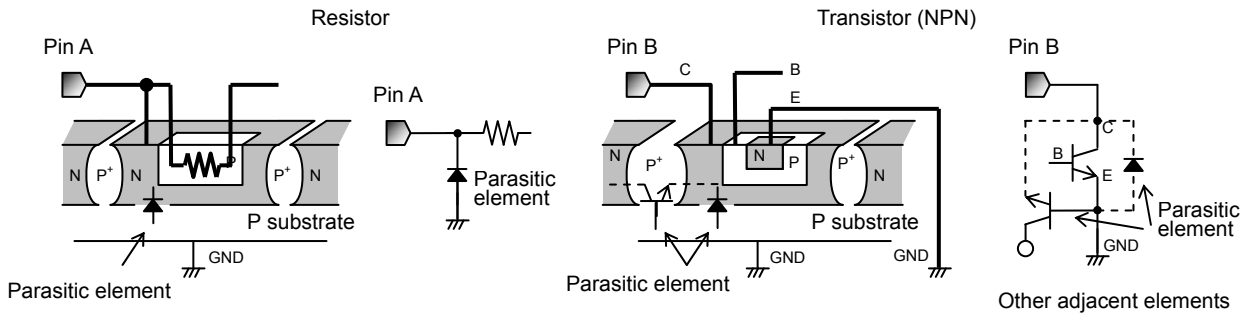 Resistor
Pin A
N
P+
N
P
P+
N
P substrate
GND
Parasitic element
Pin A
Parasitic
element
Transistor (NPN)
Pin B
C
B
E
N
P+
N
P
P+
N
P substrate
GND
GND
Parasitic element
Pin B
C
B
E
Parasitic
element
GND
Other adjacent elements